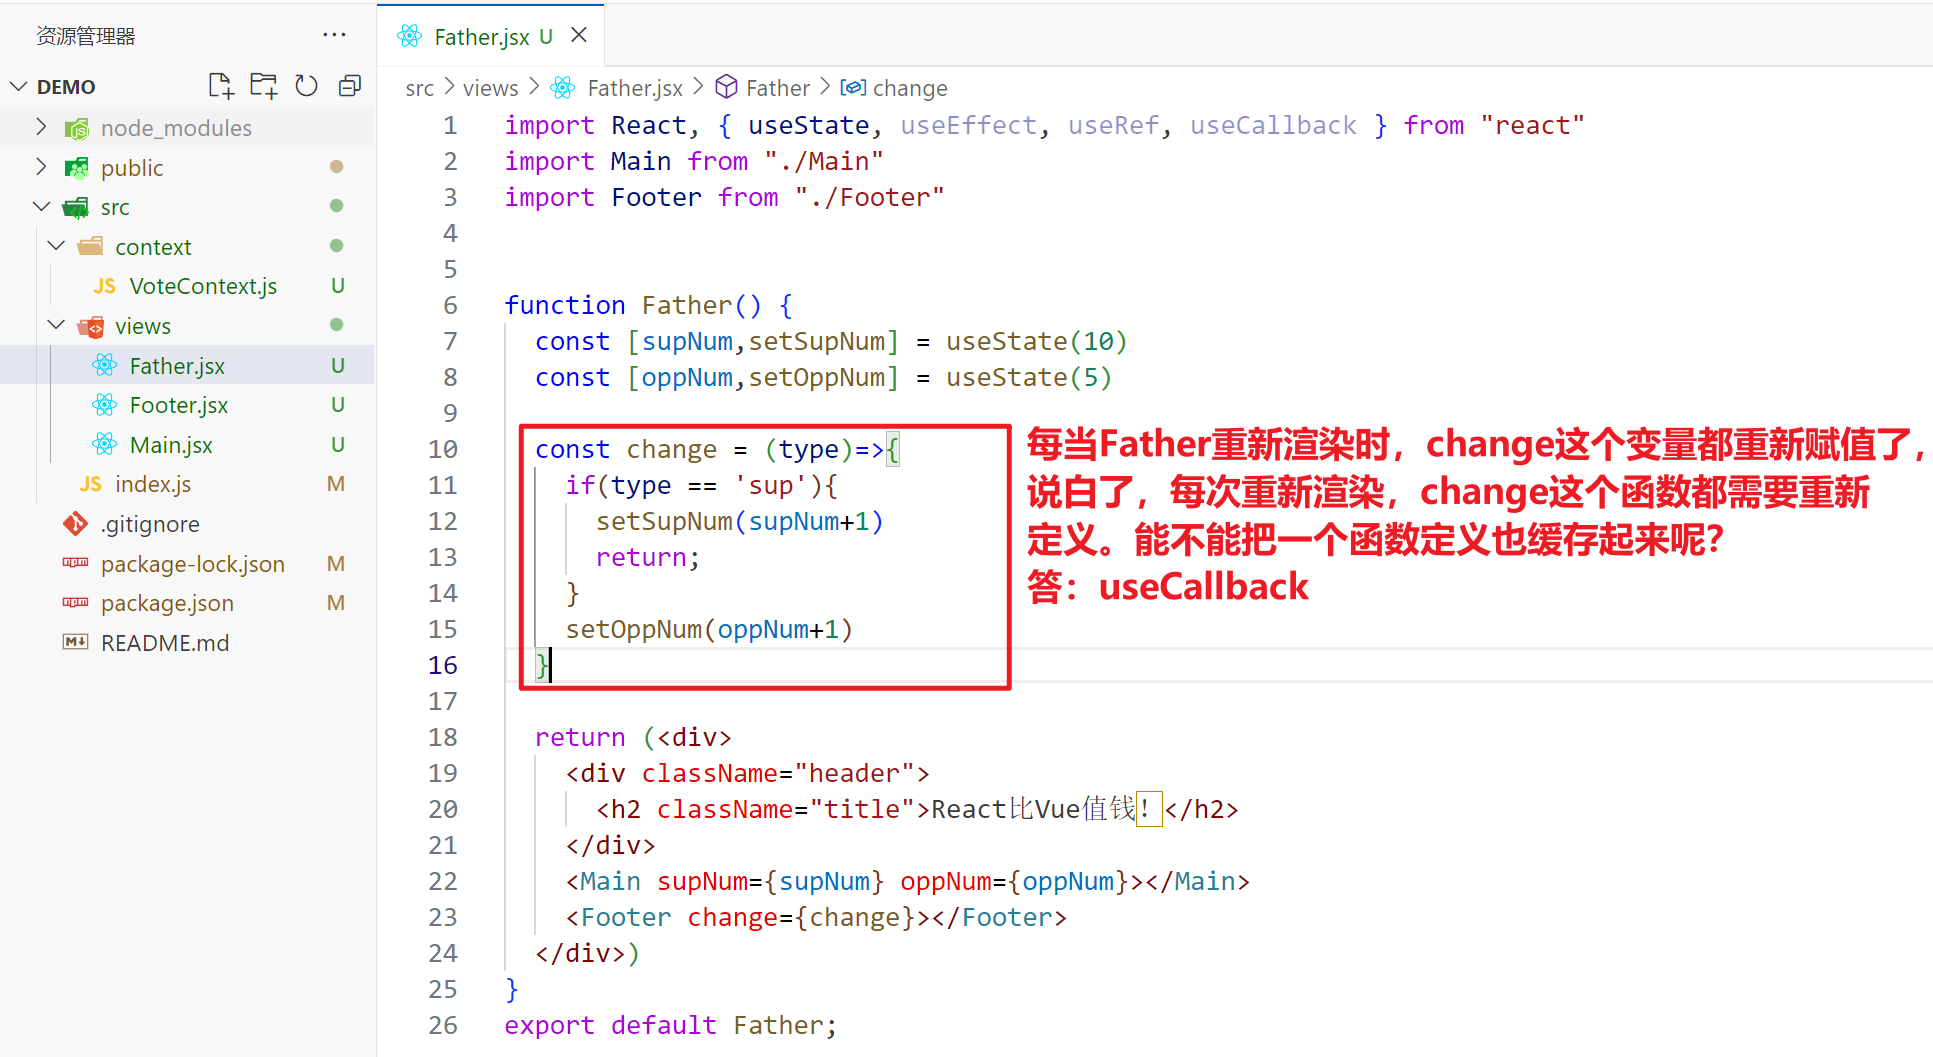 资源管理器
DEMO
node_modules
public
src
context
JS VoteContext.js U
views
Father.jsx U
Footer.jsx U
Main.jsx U
JS index.js M
.gitignore
package-lock.json M
package.json M
README.md
Father.jsx U
src > views > Father.jsx > Father > change
1 import React, { useState, useEffect, useRef, useCallback } from "react"
2 import Main from "./Main"
3 import Footer from "./Footer"
4
5
6 function Father() {
7 const [supNum,setSupNum] = useState(10)
8 const [oppNum,setOppNum] = useState(5)
9
10 const change = (type)=>{
11 if(type == 'sup'){
12 setSupNum(supNum+1)
13 return;
14 }
15 setOppNum(oppNum+1)
16 }
17
18 return (<div>
19 <div className="header">
20 <h2 className="title">React比Vue值钱！</h2>
21 </div>
22 <Main supNum={supNum} oppNum={oppNum}></Main>
23 <Footer change={change}></Footer>
24 </div>)
25 }
26 export default Father;
每当Father重新渲染时，change这个变量都重新赋值了，
说白了，每次重新渲染，change这个函数都需要重新
定义。能不能把一个函数定义也缓存起来呢？
答：useCallback